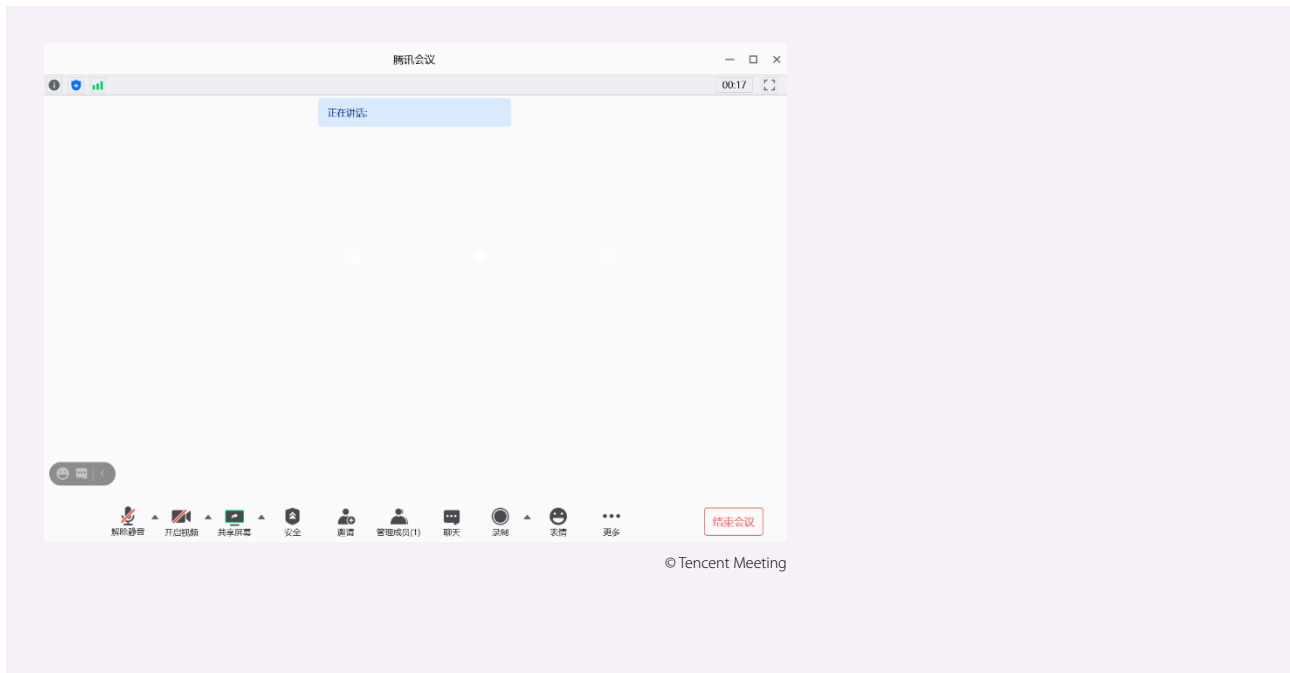 腾讯会议
00:17
正在讲话:
解除静音 开启视频 共享屏幕 安全 邀请 管理成员(1) 聊天 录制 表情 更多 结束会议
© Tencent Meeting